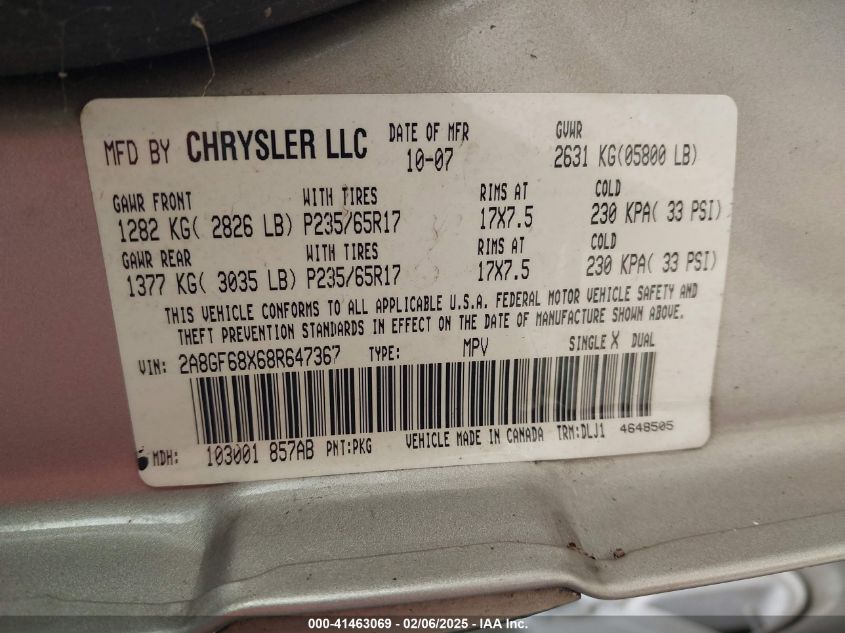 MFD BY CHRYSLER LLC DATE OF MFR 10-07 GVWR 2631 KG(05800 LB)
GAWR FRONT WITH TIRES RIMS AT COLD
1282 KG( 2826 LB) P235/65R17 17X7.5 230 KPA( 33 PSI)
GAWR REAR WITH TIRES RIMS AT COLD
1377 KG( 3035 LB) P235/65R17 17X7.5 230 KPA( 33 PSI)
THIS VEHICLE CONFORMS TO ALL APPLICABLE U.S.A. FEDERAL MOTOR VEHICLE SAFETY AND
THEFT PREVENTION STANDARDS IN EFFECT ON THE DATE OF MANUFACTURE SHOWN ABOVE.
VIN: 2A8GF68X68R647367 TYPE: MPV SINGLE X DUAL
MDH: 103001 857AB PNT:PKG VEHICLE MADE IN CANADA TRM:DLJ1 4648505
000-41463069 - 02/06/2025 - IAA Inc.